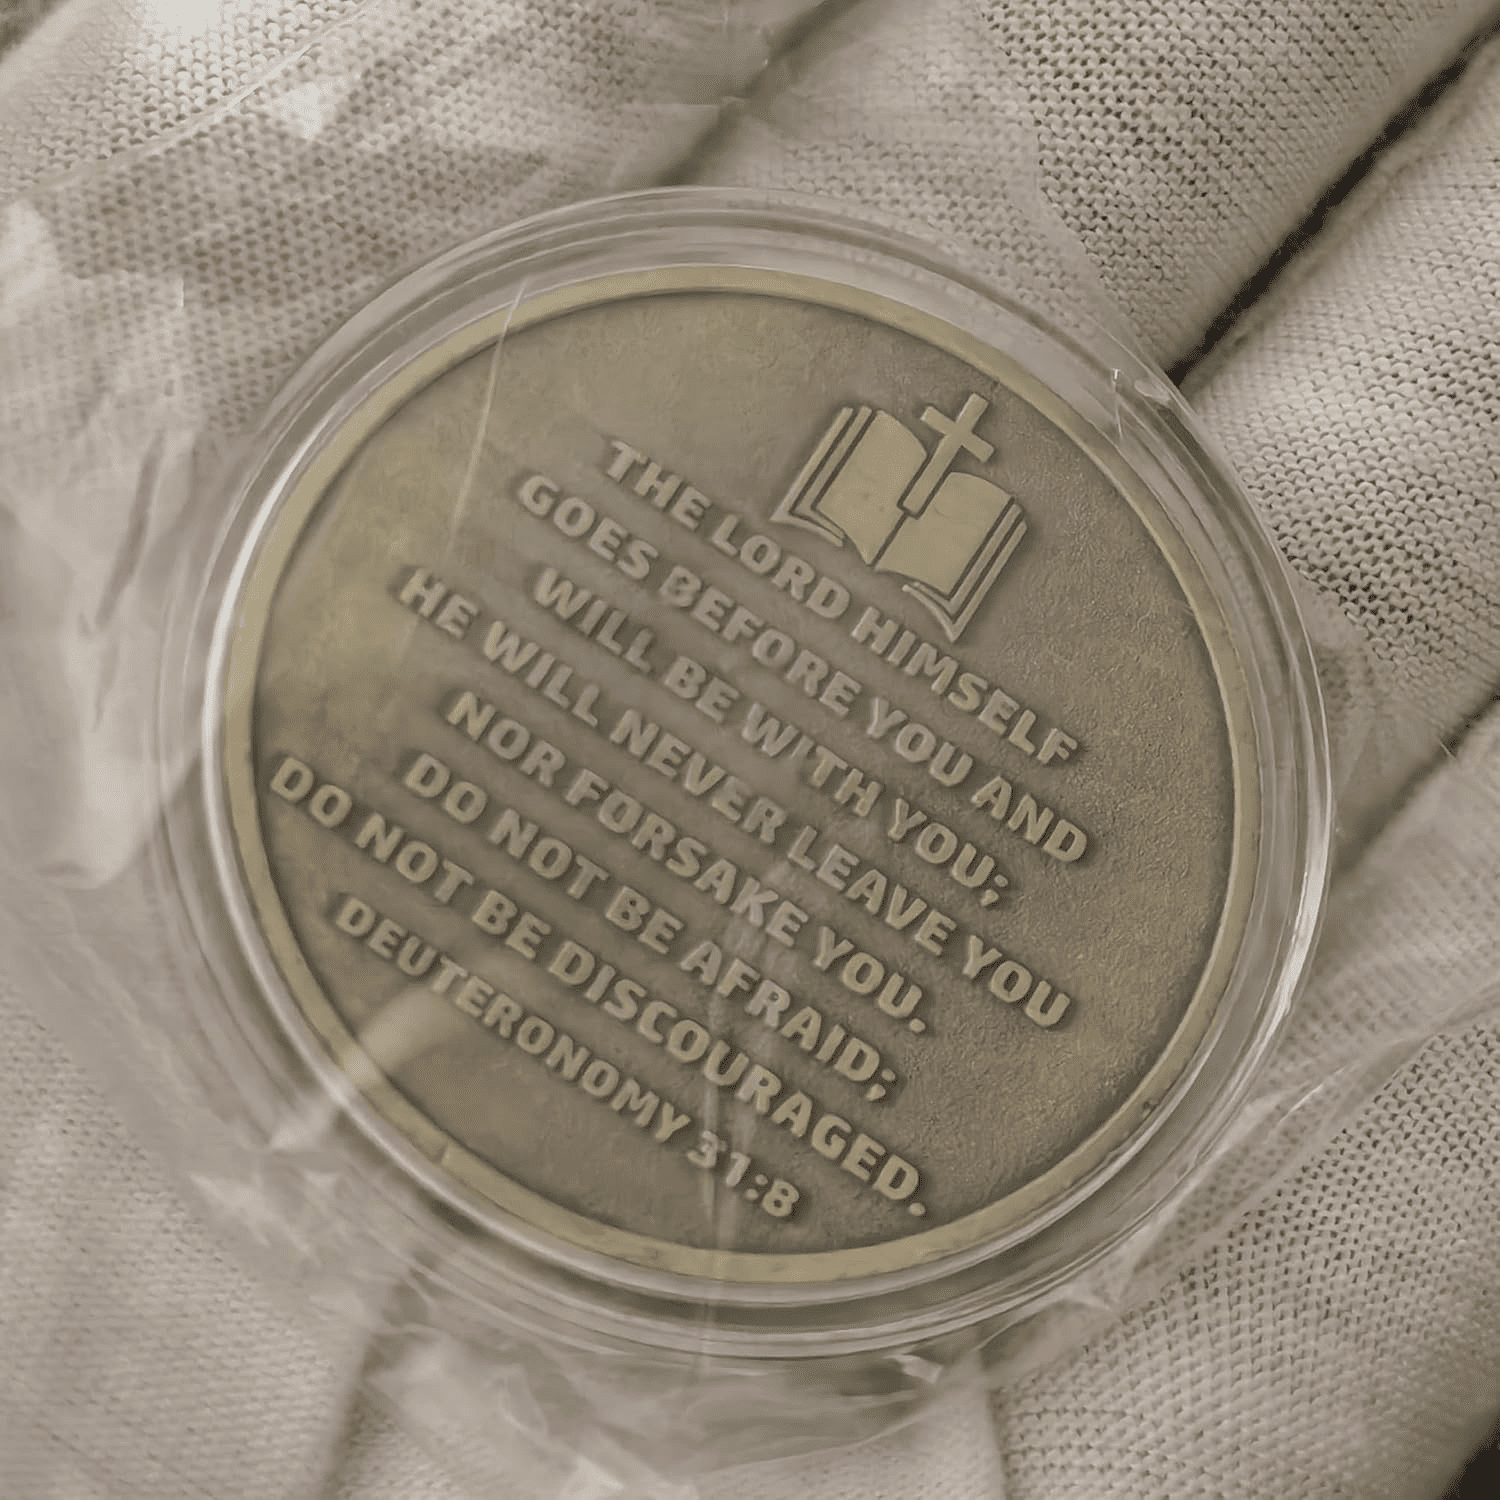 THE LORD HIMSELF
GOES BEFORE YOU AND
WILL BE WITH YOU;
HE WILL NEVER LEAVE YOU
NOR FORSAKE YOU.
DO NOT BE AFRAID;
DO NOT BE DISCOURAGED.
DEUTERONOMY 31:8